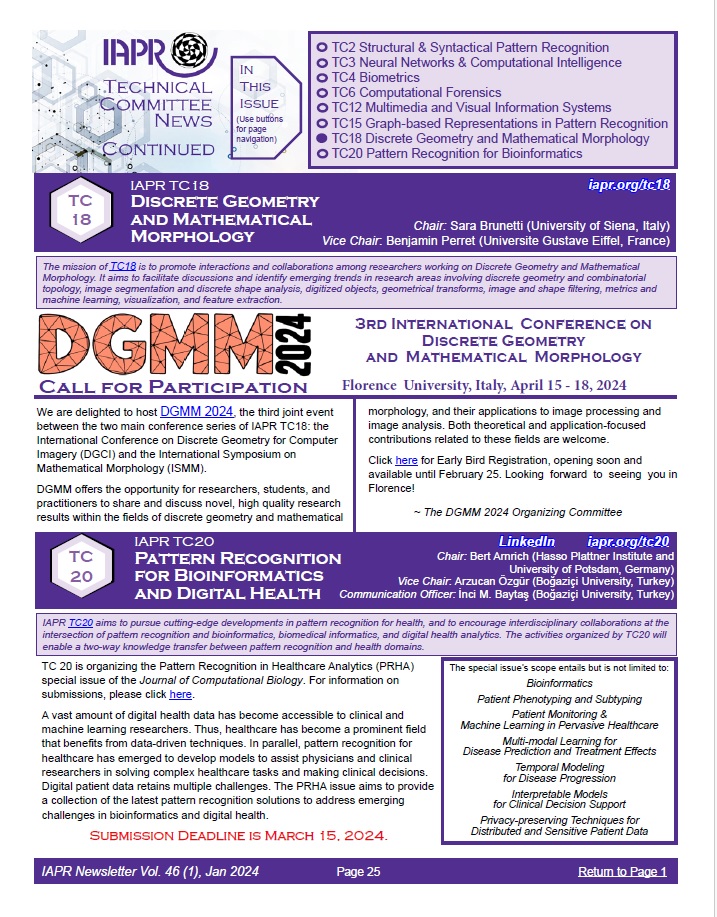 IAPR
TECHNICAL
COMMITTEE
NEWS
CONTINUED
IN
THIS
ISSUE
(Use buttons
for page
navigation)
TC2 Structural & Syntactical Pattern Recognition
TC3 Neural Networks & Computational Intelligence
TC4 Biometrics
TC6 Computational Forensics
TC12 Multimedia and Visual Information Systems
TC15 Graph-based Representations in Pattern Recognition
TC18 Discrete Geometry and Mathematical Morphology
TC20 Pattern Recognition for Bioinformatics
TC
18
IAPR TC18
DISCRETE GEOMETRY
AND MATHEMATICAL
MORPHOLOGY
iapr.org/tc18
Chair: Sara Brunetti (University of Siena, Italy)
Vice Chair: Benjamin Perret (Universite Gustave Eiffel, France)
The mission of TC18 is to promote interactions and collaborations among researchers working on Discrete Geometry and Mathematical
Morphology. It aims to facilitate discussions and identify emerging trends in research areas involving discrete geometry and combinatorial
topology, image segmentation and discrete shape analysis, digitized objects, geometrical transforms, image and shape filtering, metrics and
machine learning, visualization, and feature extraction.
DGMM 2024
CALL FOR PARTICIPATION
3RD INTERNATIONAL CONFERENCE ON
DISCRETE GEOMETRY
AND MATHEMATICAL MORPHOLOGY
Florence University, Italy, April 15 - 18, 2024
We are delighted to host DGMM 2024, the third joint event
between the two main conference series of IAPR TC18: the
International Conference on Discrete Geometry for Computer
Imagery (DGCI) and the International Symposium on
Mathematical Morphology (ISMM).
DGMM offers the opportunity for researchers, students, and
practitioners to share and discuss novel, high quality research
results within the fields of discrete geometry and mathematical
morphology, and their applications to image processing and
image analysis. Both theoretical and application-focused
contributions related to these fields are welcome.
Click here for Early Bird Registration, opening soon and
available until February 25. Looking forward to seeing you in
Florence!
~ The DGMM 2024 Organizing Committee
TC
20
IAPR TC20
PATTERN RECOGNITION
FOR BIOINFORMATICS
AND DIGITAL HEALTH
LinkedIn iapr.org/tc20
Chair: Bert Arnrich (Hasso Plattner Institute and
University of Potsdam, Germany)
Vice Chair: Arzucan Özgür (Boğaziçi University, Turkey)
Communication Officer: İnci M. Baytaş (Boğaziçi University, Turkey)
IAPR TC20 aims to pursue cutting-edge developments in pattern recognition for health, and to encourage interdisciplinary collaborations at the
intersection of pattern recognition and bioinformatics, biomedical informatics, and digital health analytics. The activities organized by TC20 will
enable a two-way knowledge transfer between pattern recognition and health domains.
TC 20 is organizing the Pattern Recognition in Healthcare Analytics (PRHA)
special issue of the Journal of Computational Biology. For information on
submissions, please click here.
A vast amount of digital health data has become accessible to clinical and
machine learning researchers. Thus, healthcare has become a prominent field
that benefits from data-driven techniques. In parallel, pattern recognition for
healthcare has emerged to develop models to assist physicians and clinical
researchers in solving complex healthcare tasks and making clinical decisions.
Digital patient data retains multiple challenges. The PRHA issue aims to provide
a collection of the latest pattern recognition solutions to address emerging
challenges in bioinformatics and digital health.
SUBMISSION DEADLINE IS MARCH 15, 2024.
The special issue's scope entails but is not limited to:
Bioinformatics
Patient Phenotyping and Subtyping
Patient Monitoring &
Machine Learning in Pervasive Healthcare
Multi-modal Learning for
Disease Prediction and Treatment Effects
Temporal Modeling
for Disease Progression
Interpretable Models
for Clinical Decision Support
Privacy-preserving Techniques for
Distributed and Sensitive Patient Data
IAPR Newsletter Vol. 46 (1), Jan 2024
Page 25
Return to Page 1